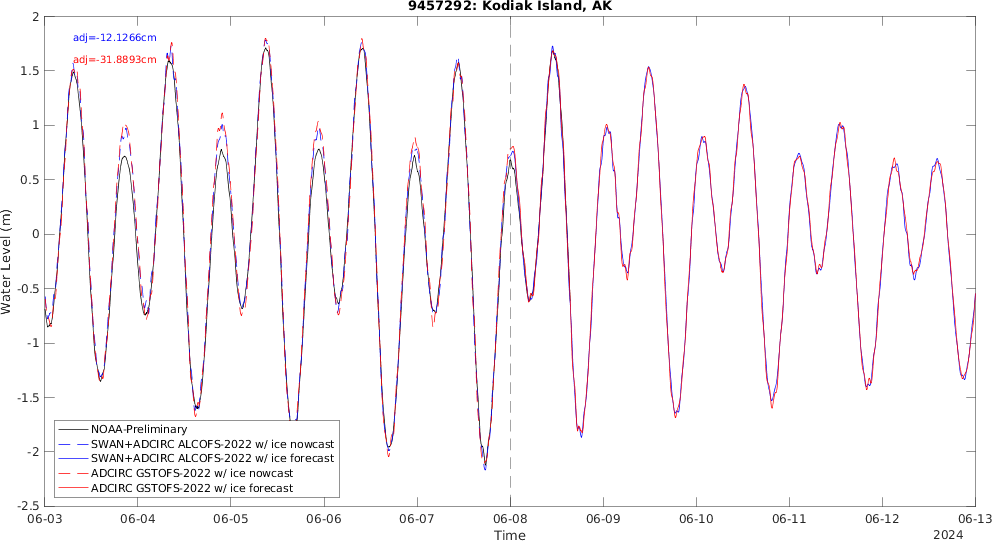 9457292: Kodiak Island, AK
adj=-12.1266cm
adj=-31.8893cm
Water Level (m)
2
1.5
1
0.5
0
-0.5
-1
-1.5
-2
-2.5
NOAA-Preliminary
SWAN+ADCIRC ALCOFS-2022 w/ ice nowcast
SWAN+ADCIRC ALCOFS-2022 w/ ice forecast
ADCIRC GSTOFS-2022 w/ ice nowcast
ADCIRC GSTOFS-2022 w/ ice forecast
06-03 06-04 06-05 06-06 06-07 06-08 06-09 06-10 06-11 06-12 06-13
Time
2024